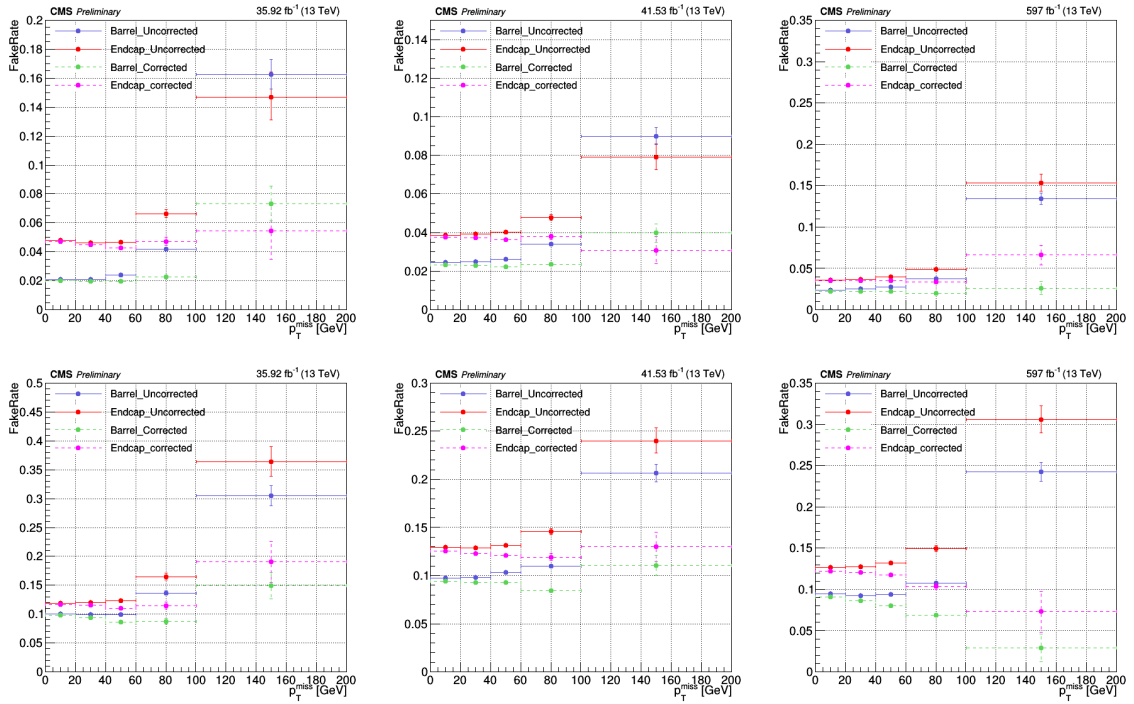 CMS Preliminary 35.92 fb⁻¹ (13 TeV)
FakeRate
Barrel_Uncorrected
Endcap_Uncorrected
Barrel_Corrected
Endcap_corrected
0.2
0.18
0.16
0.14
0.12
0.1
0.08
0.06
0.04
0.02
0
0 20 40 60 80 100 120 140 160 180 200
p_T^miss [GeV]
CMS Preliminary 41.53 fb⁻¹ (13 TeV)
FakeRate
Barrel_Uncorrected
Endcap_Uncorrected
Barrel_Corrected
Endcap_corrected
0.14
0.12
0.1
0.08
0.06
0.04
0.02
0
0 20 40 60 80 100 120 140 160 180 200
p_T^miss [GeV]
CMS Preliminary 597 fb⁻¹ (13 TeV)
FakeRate
Barrel_Uncorrected
Endcap_Uncorrected
Barrel_Corrected
Endcap_corrected
0.35
0.3
0.25
0.2
0.15
0.1
0.05
0
0 20 40 60 80 100 120 140 160 180 200
p_T^miss [GeV]
CMS Preliminary 35.92 fb⁻¹ (13 TeV)
FakeRate
Barrel_Uncorrected
Endcap_Uncorrected
Barrel_Corrected
Endcap_corrected
0.5
0.45
0.4
0.35
0.3
0.25
0.2
0.15
0.1
0.05
0
0 20 40 60 80 100 120 140 160 180 200
p_T^miss [GeV]
CMS Preliminary 41.53 fb⁻¹ (13 TeV)
FakeRate
Barrel_Uncorrected
Endcap_Uncorrected
Barrel_Corrected
Endcap_corrected
0.3
0.25
0.2
0.15
0.1
0.05
0
0 20 40 60 80 100 120 140 160 180 200
p_T^miss [GeV]
CMS Preliminary 597 fb⁻¹ (13 TeV)
FakeRate
Barrel_Uncorrected
Endcap_Uncorrected
Barrel_Corrected
Endcap_corrected
0.35
0.3
0.25
0.2
0.15
0.1
0.05
0
0 20 40 60 80 100 120 140 160 180 200
p_T^miss [GeV]